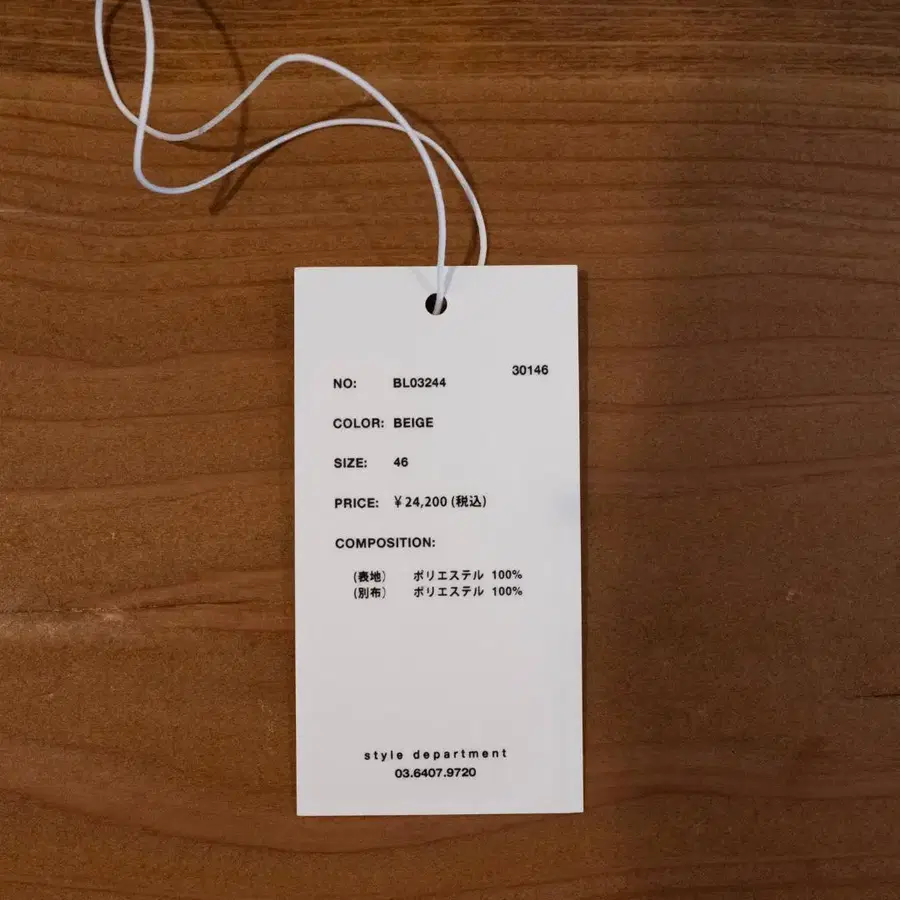 30146
NO: BL03244
COLOR: BEIGE
SIZE: 46
PRICE: ¥24,200 (税込)
COMPOSITION:
(表地) ポリエステル 100%
(別布) ポリエステル 100%
style department
03.6407.9720